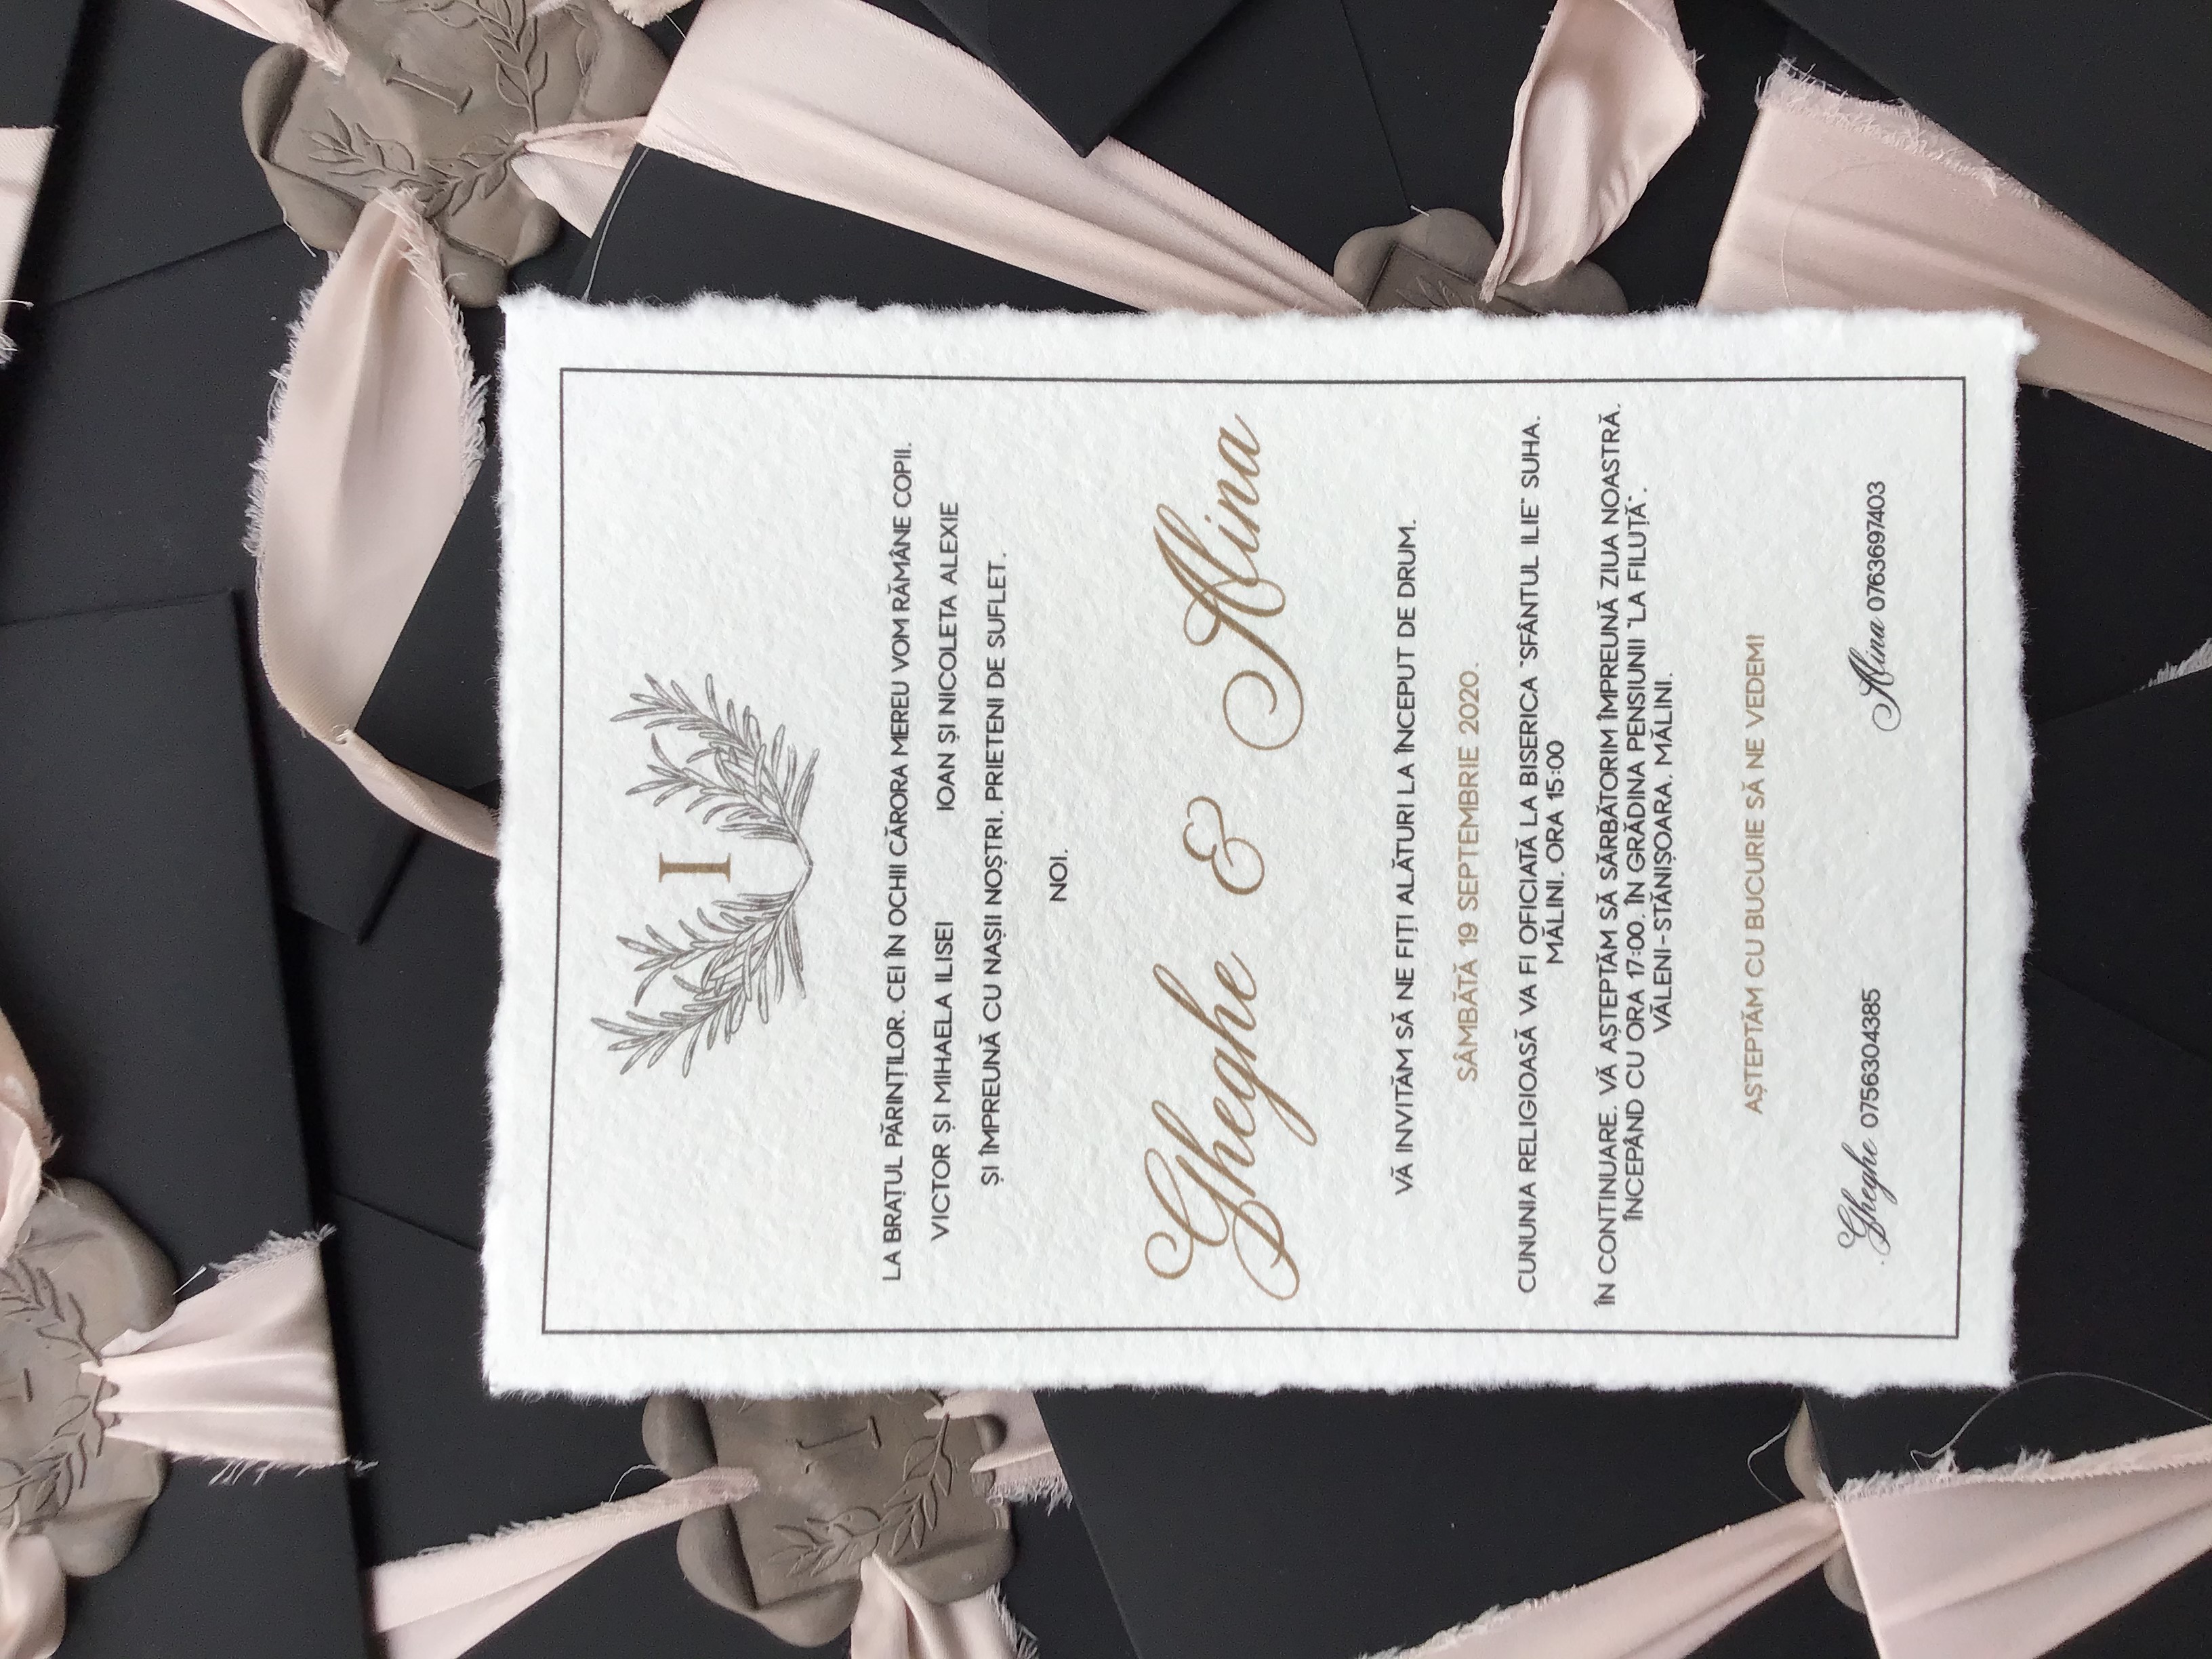 I
I
I
I
LA BRAȚUL PĂRINȚILOR, CEI ÎN OCHII CĂRORA MEREU VOM RĂMÂNE COPII,
VICTOR ȘI MIHAELA ILISEI IOAN ȘI NICOLETA ALEXIE
ȘI ÎMPREUNĂ CU NAȘII NOȘTRI, PRIETENI DE SUFLET,
NOI,
Gheghe & Alina
VĂ INVITĂM SĂ NE FIȚI ALĂTURI LA ÎNCEPUT DE DRUM,
SÂMBĂTĂ 19 SEPTEMBRIE 2020.
CUNUNIA RELIGIOASĂ VA FI OFICIATĂ LA BISERICA "SFÂNTUL ILIE" SUHA,
MĂLINI, ORA 15:00
ÎN CONTINUARE, VĂ AȘTEPTĂM SĂ SĂRBĂTORIM ÎMPREUNĂ ZIUA NOASTRĂ,
ÎNCEPÂND CU ORA 17:00, ÎN GRĂDINA PENSIUNII "LA FILUȚĂ",
VĂLENI-STĂNIȘOARA, MĂLINI.
AȘTEPTĂM CU BUCURIE SĂ NE VEDEM!
Gheghe 0756304385 Alina 0763697403